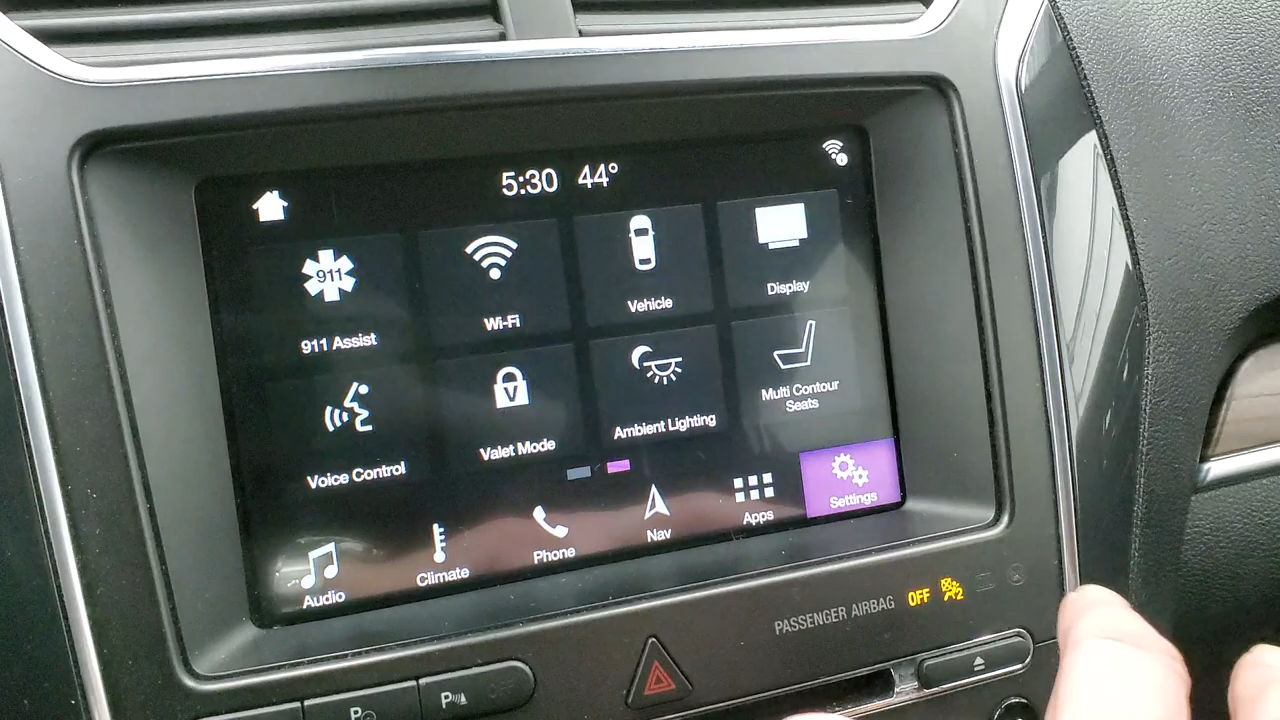 5:30 44°
911
911 Assist
Wi-Fi
Vehicle
Display
Voice Control
V
Valet Mode
Ambient Lighting
Multi Contour
Seats
Audio
Climate
Phone
Nav
Apps
Settings
PASSENGER AIRBAG OFF 2
P
P